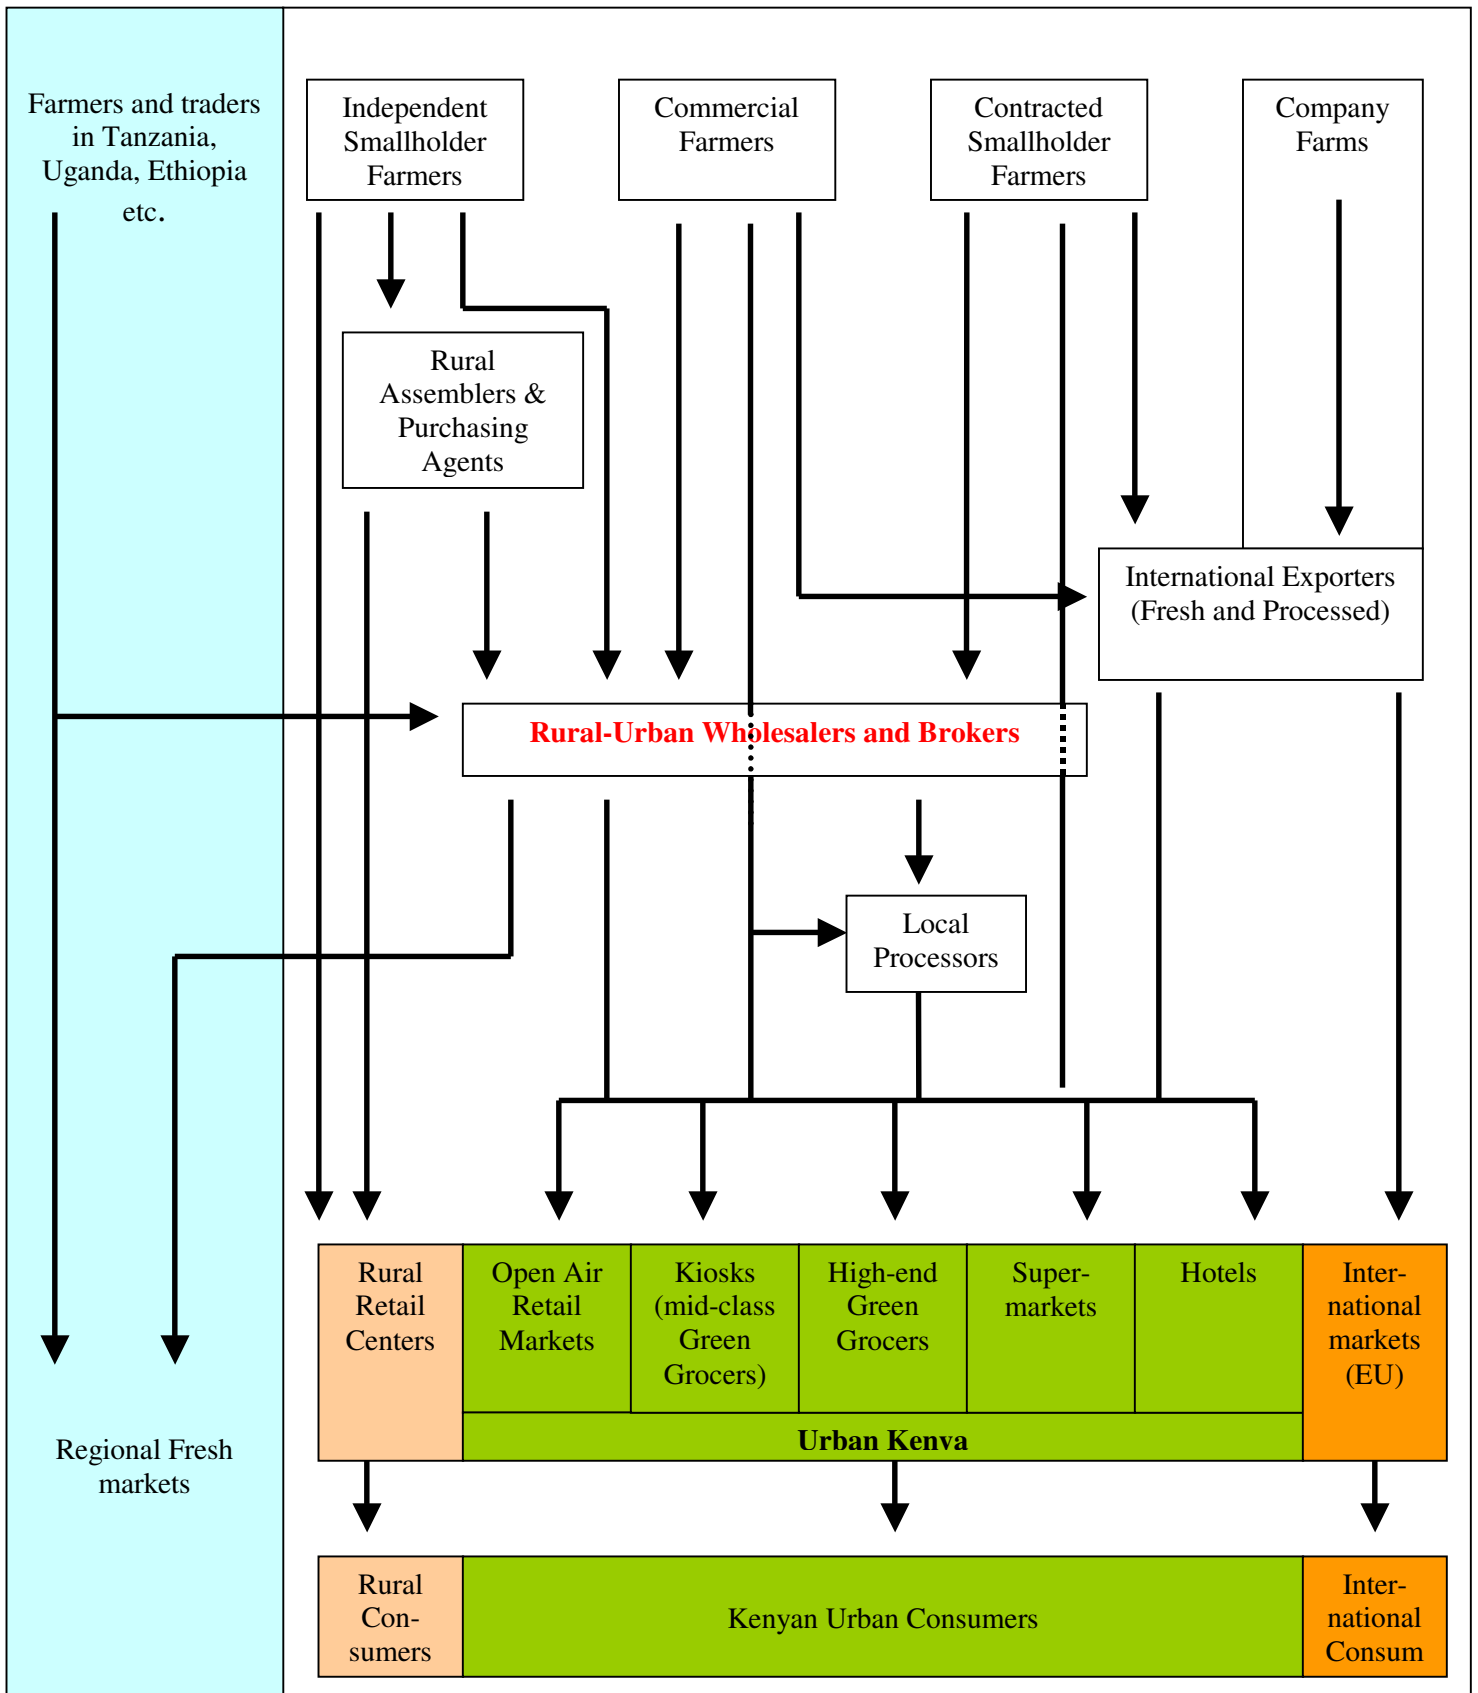 Farmers and traders
in Tanzania,
Uganda, Ethiopia
etc.
Independent
Smallholder
Farmers
Commercial
Farmers
Contracted
Smallholder
Farmers
Company
Farms
Rural
Assemblers &
Purchasing
Agents
International Exporters
(Fresh and Processed)
Rural-Urban Wholesalers and Brokers
Local
Processors
Rural
Retail
Centers
Open Air
Retail
Markets
Kiosks
(mid-class
Green
Grocers)
High-end
Green
Grocers
Super-
markets
Hotels
Inter-
national
markets
(EU)
Urban Kenva
Regional Fresh
markets
Rural
Con-
sumers
Kenyan Urban Consumers
Inter-
national
Consum